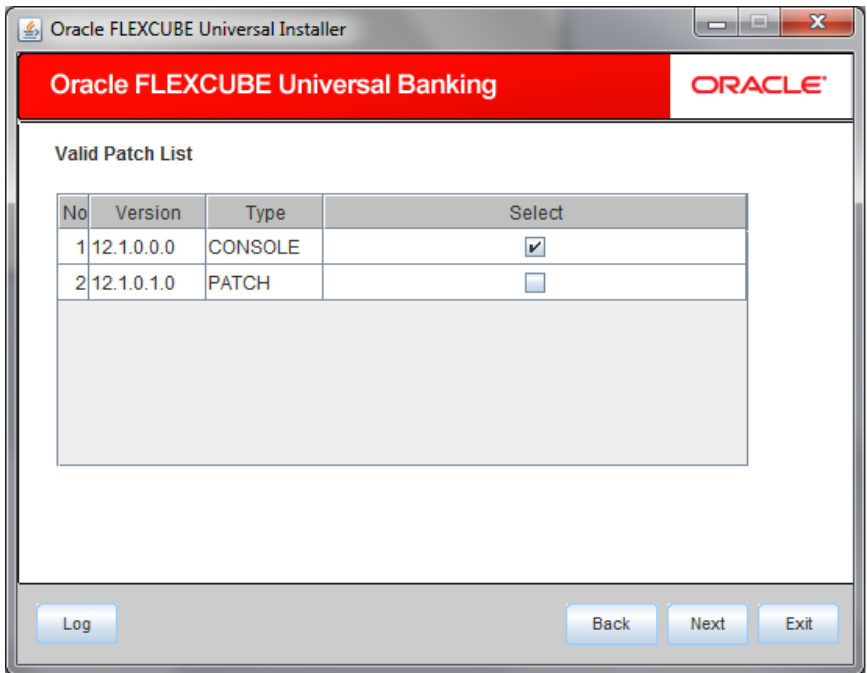 Oracle FLEXCUBE Universal Installer
Oracle FLEXCUBE Universal Banking ORACLE
Valid Patch List
No Version Type Select
1 12.1.0.0.0 CONSOLE
2 12.1.0.1.0 PATCH
Log Back Next Exit